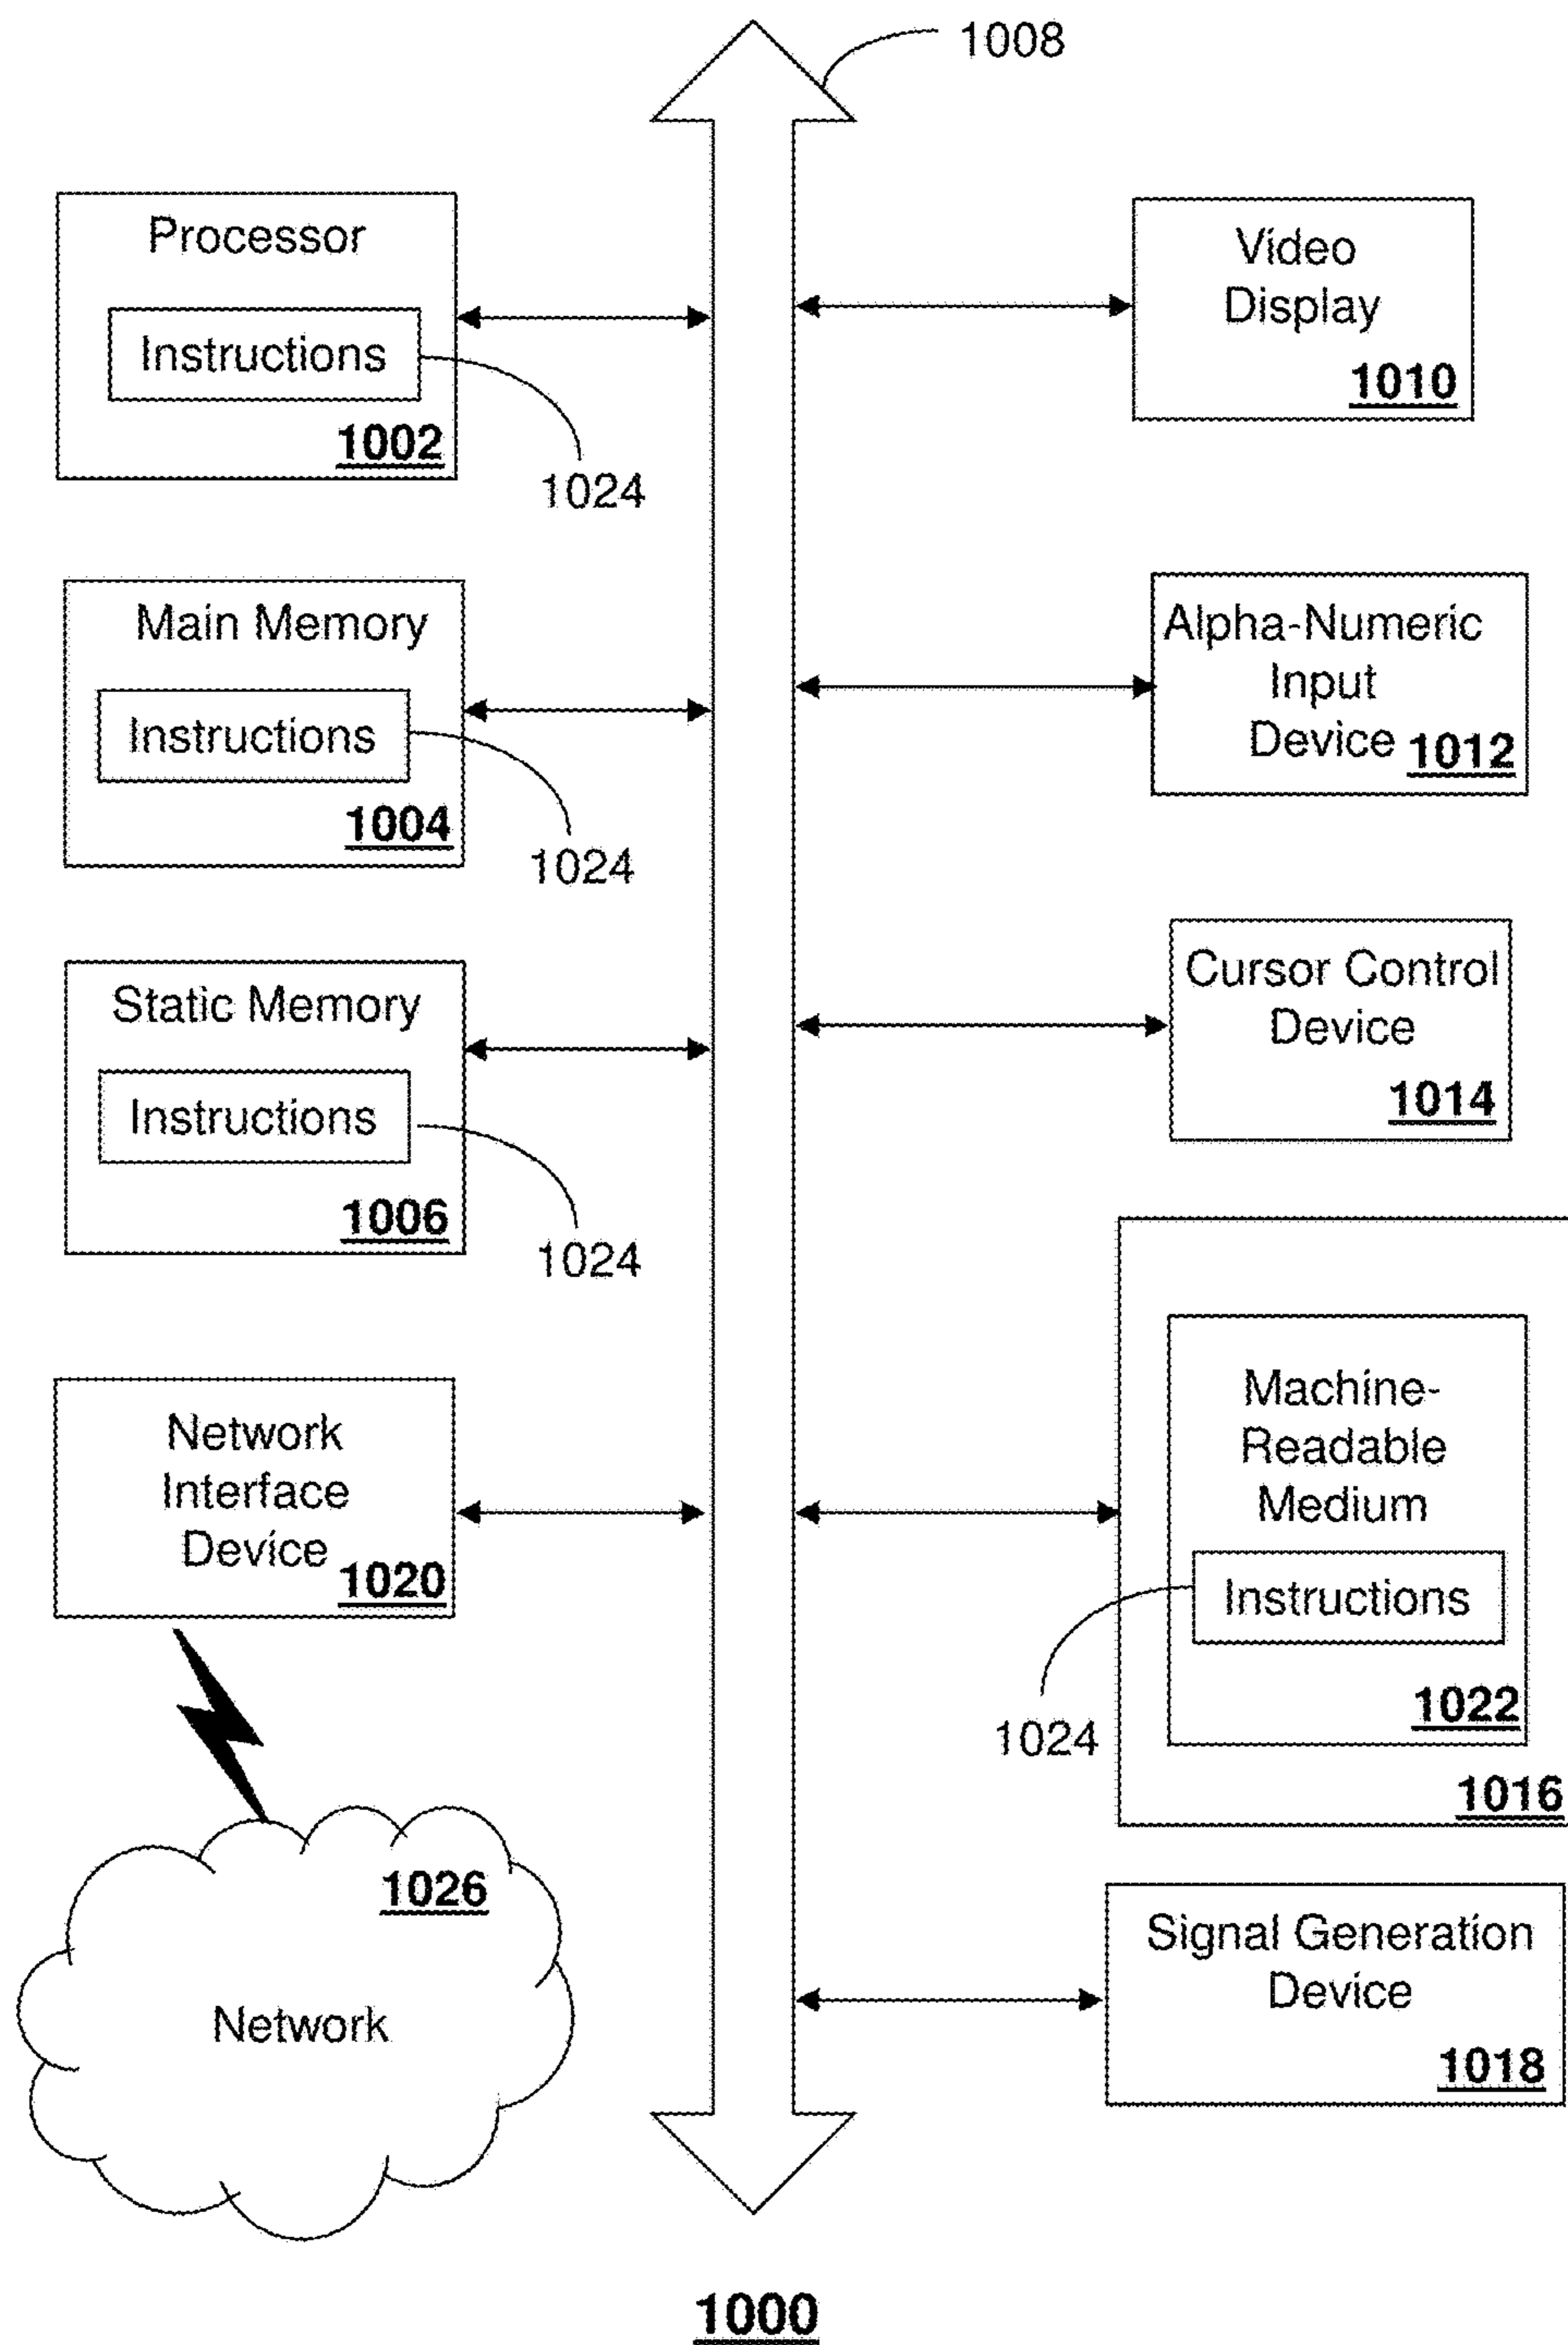 1008
Processor
Instructions
1002
1024
Main Memory
Instructions
1004
1024
Static Memory
Instructions
1006
1024
Network
Interface
Device
1020
1026
Network
Video
Display
1010
Alpha-Numeric
Input
Device 1012
Cursor Control
Device
1014
Machine-
Readable
Medium
Instructions
1022
1024
1016
Signal Generation
Device
1018
1000